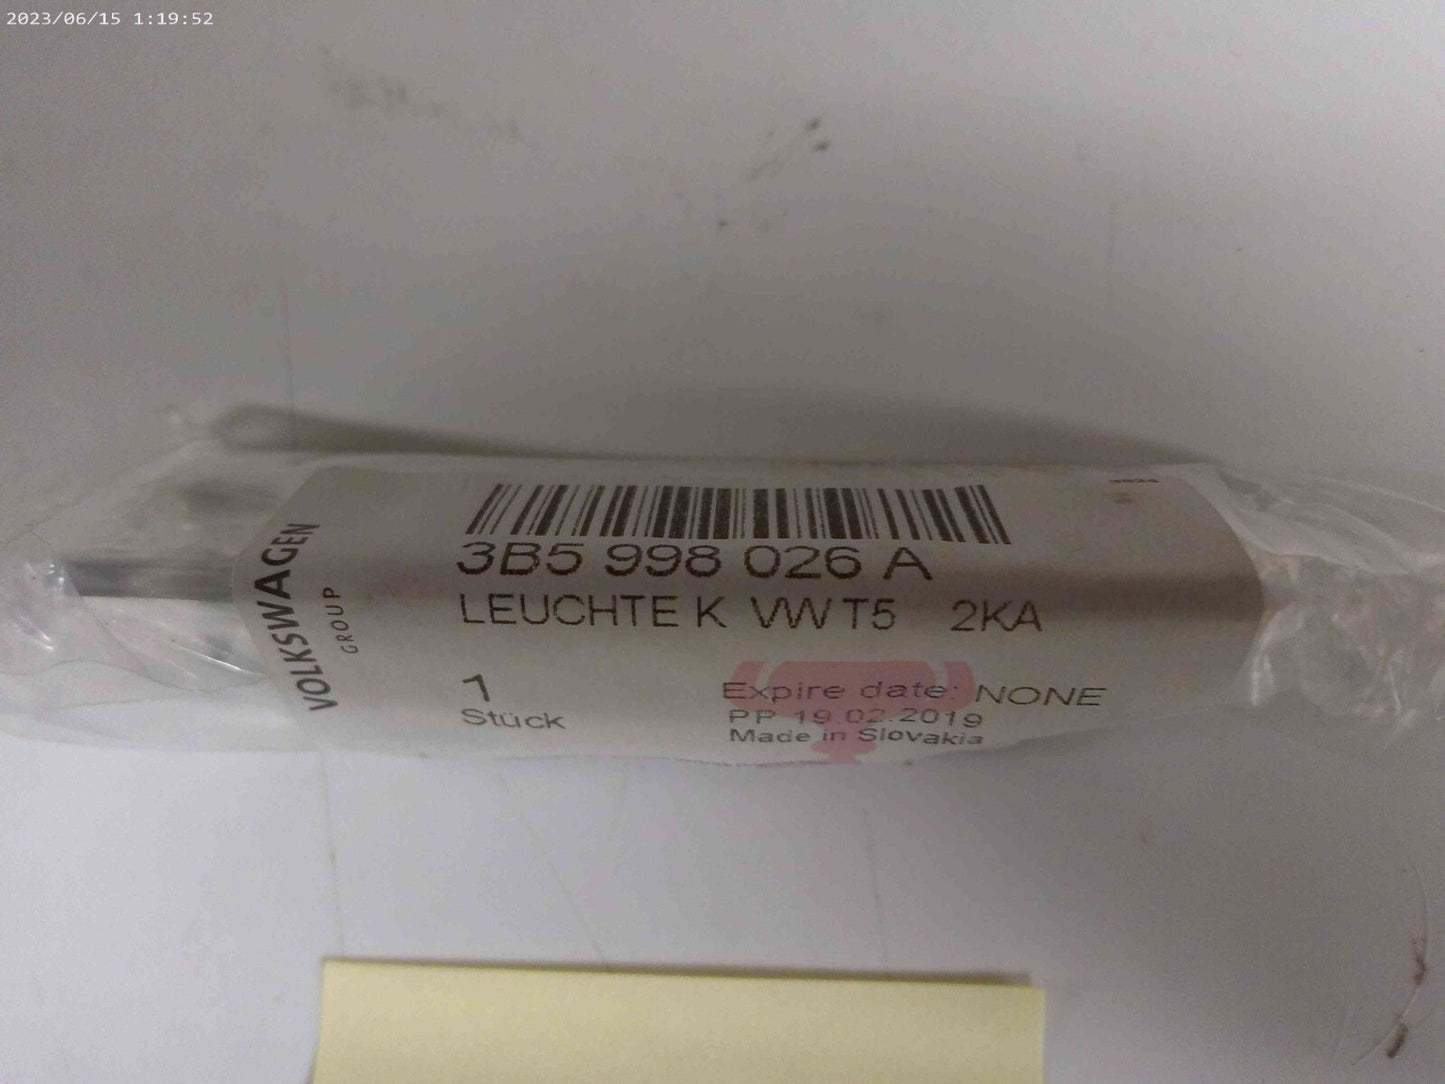 2023/06/15 1:19:52
3B5 998 026 A
LEUCHTE K VW T5 2KA
VOLKSWAGEN
GROUP
1
Stück
Expire date: NONE
PP 19.02.2019
Made in Slovakia